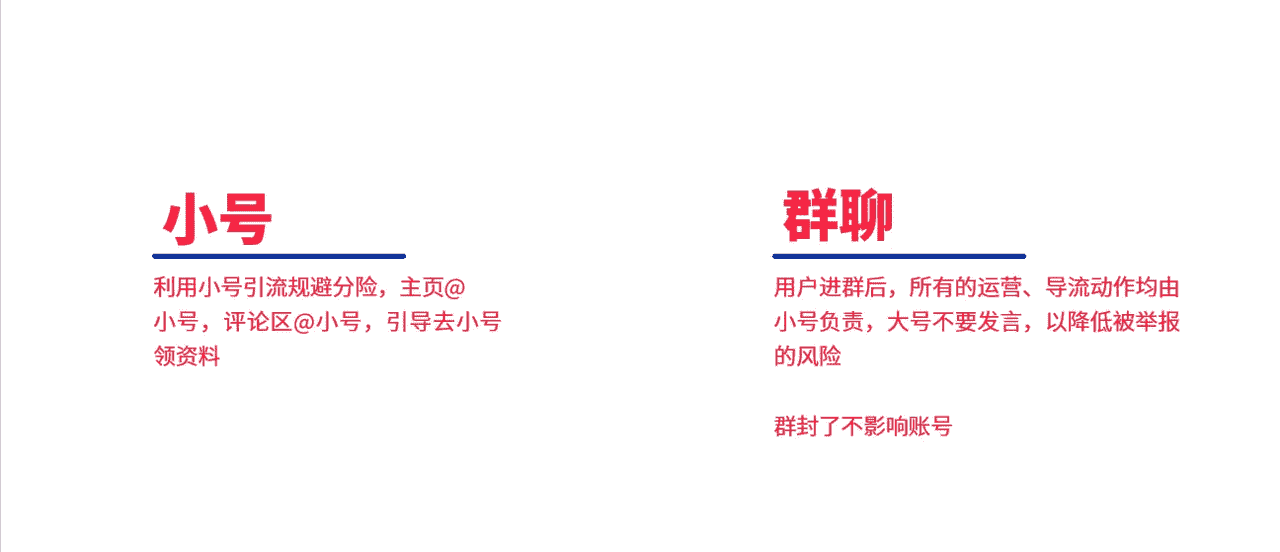 小号
利用小号引流规避分险，主页@
小号，评论区@小号，引导去小号
领资料
群聊
用户进群后，所有的运营、导流动作均由
小号负责，大号不要发言，以降低被举报
的风险
群封了不影响账号